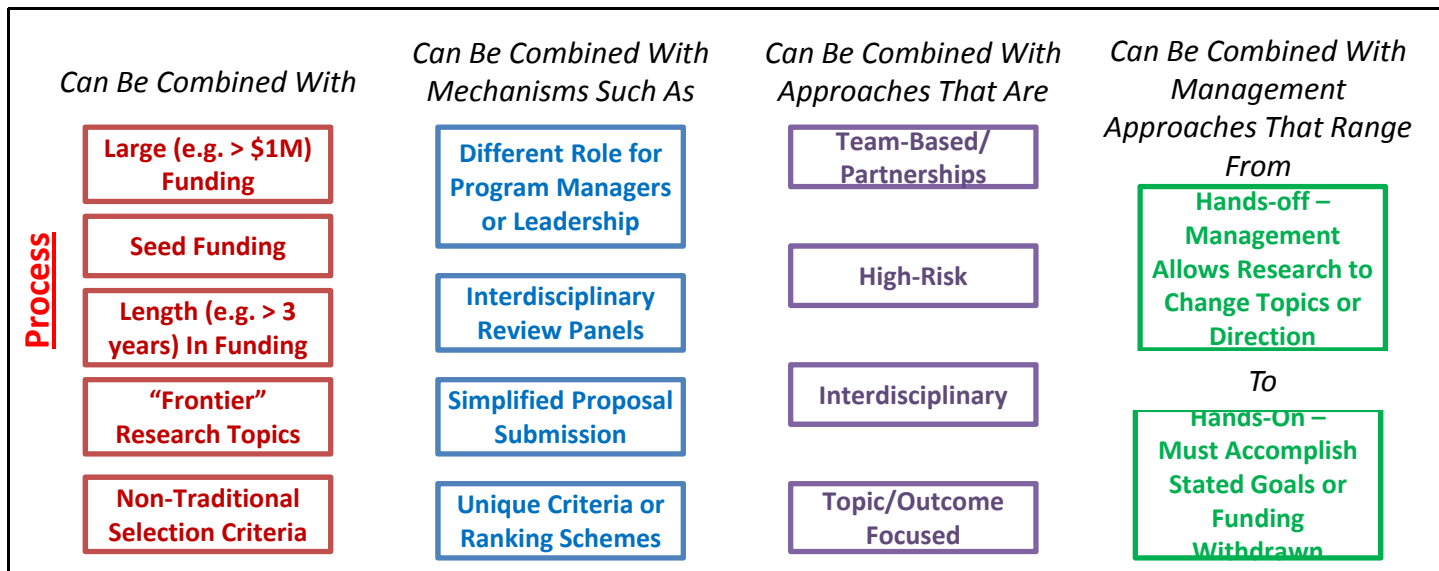 Process
Can Be Combined With
Large (e.g. > $1M)
Funding
Seed Funding
Length (e.g. > 3
years) In Funding
“Frontier”
Research Topics
Non-Traditional
Selection Criteria
Can Be Combined With
Mechanisms Such As
Different Role for
Program Managers
or Leadership
Interdisciplinary
Review Panels
Simplified Proposal
Submission
Unique Criteria or
Ranking Schemes
Can Be Combined With
Approaches That Are
Team-Based/
Partnerships
High-Risk
Interdisciplinary
Topic/Outcome
Focused
Can Be Combined With
Management
Approaches That Range
From
Hands-off –
Management
Allows Research to
Change Topics or
Direction
To
Hands-On –
Must Accomplish
Stated Goals or
Funding
Withdrawn